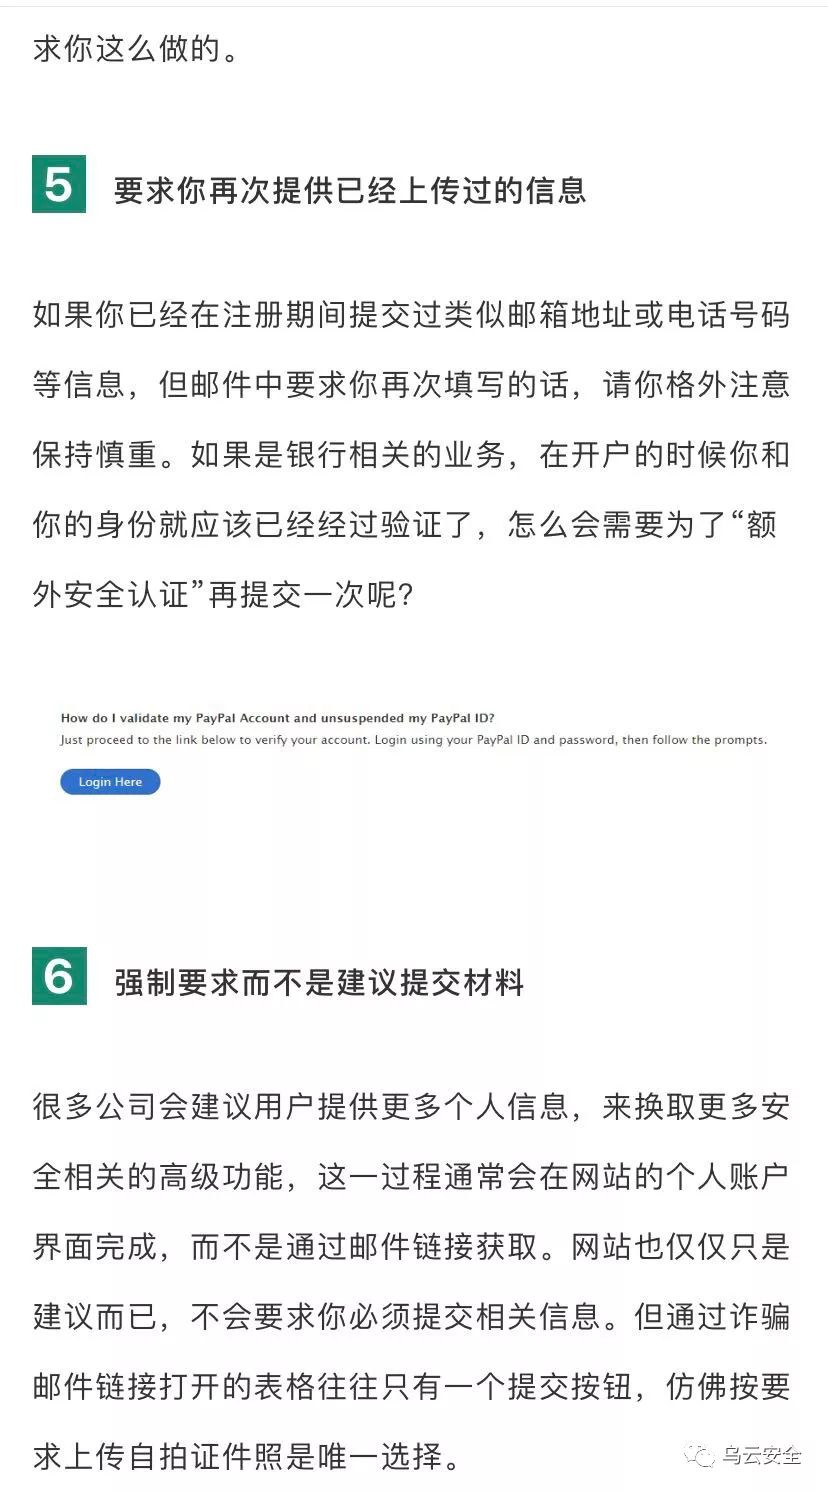 求你这么做的。
5 要求你再次提供已经上传过的信息
如果你已经在注册期间提交过类似邮箱地址或电话号码
等信息，但邮件中要求你再次填写的话，请你格外注意
保持慎重。如果是银行相关的业务，在开户的时候你和
你的身份就应该已经经过验证了，怎么会需要为了“额
外安全认证”再提交一次呢？
How do I validate my PayPal Account and unsuspended my PayPal ID?
Just proceed to the link below to verify your account. Login using your PayPal ID and password, then follow the prompts.
Login Here
6 强制要求而不是建议提交材料
很多公司会建议用户提供更多个人信息，来换取更多安
全相关的高级功能，这一过程通常会在网站的个人账户
界面完成，而不是通过邮件链接获取。网站也仅仅只是
建议而已，不会要求你必须提交相关信息。但通过诈骗
邮件链接打开的表格往往只有一个提交按钮，仿佛按要
求上传自拍证件照是唯一选择。
乌云安全